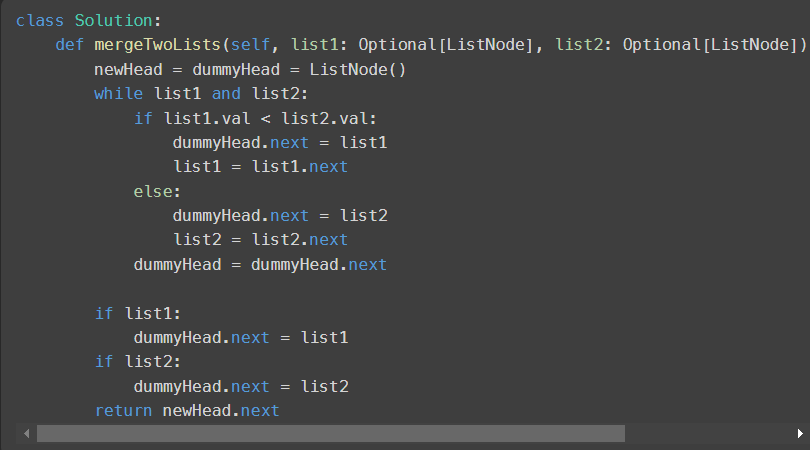 class Solution:
    def mergeTwoLists(self, list1: Optional[ListNode], list2: Optional[ListNode])
        newHead = dummyHead = ListNode()
        while list1 and list2:
            if list1.val < list2.val:
                dummyHead.next = list1
                list1 = list1.next
            else:
                dummyHead.next = list2
                list2 = list2.next
            dummyHead = dummyHead.next

        if list1:
            dummyHead.next = list1
        if list2:
            dummyHead.next = list2
        return newHead.next